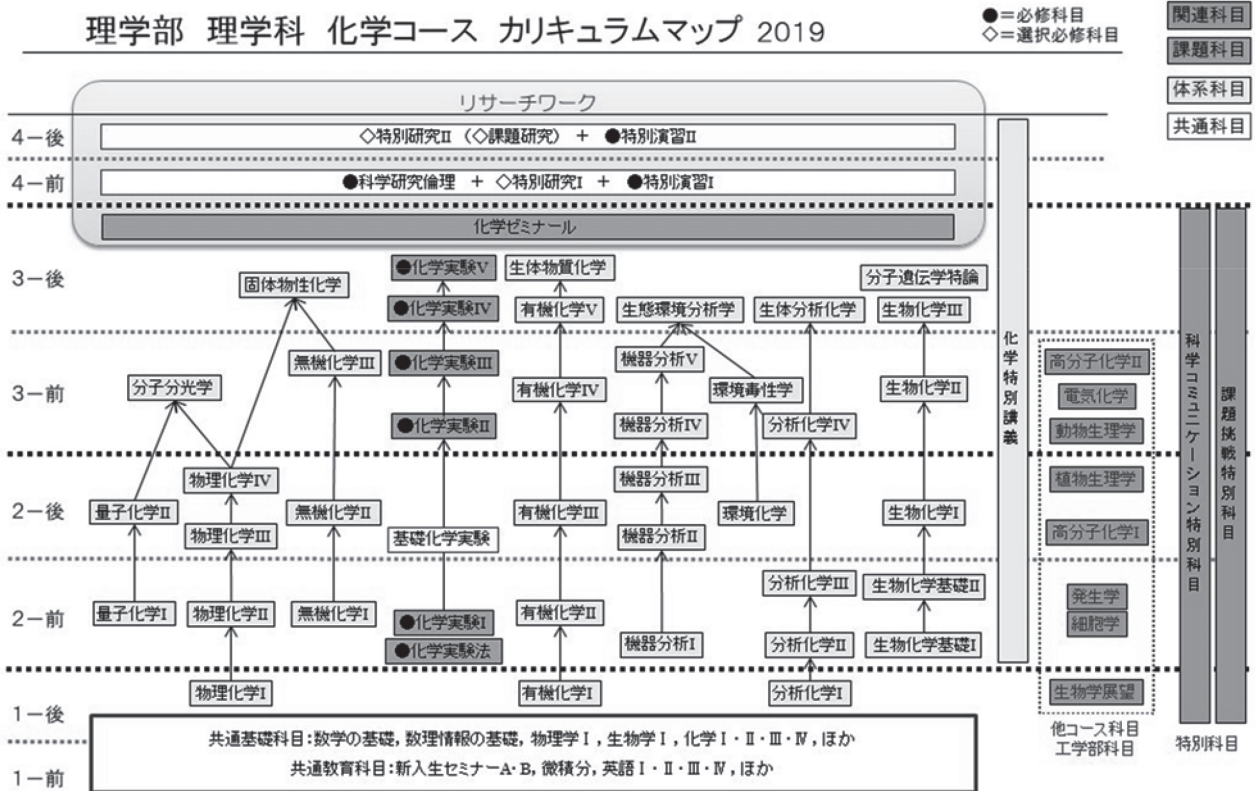 理学部 理学科 化学コース カリキュラムマップ 2019
●=必修科目
◇=選択必修科目
関連科目
課題科目
体系科目
共通科目
リサーチワーク
4－後
◇特別研究Ⅱ (◇課題研究) + ●特別演習Ⅱ
4－前
●科学研究倫理 + ◇特別研究Ⅰ + ●特別演習Ⅰ
化学ゼミナール
3－後
●化学実験Ⅴ
生体物質化学
分子遺伝学特論
固体物性化学
●化学実験Ⅳ
有機化学Ⅴ
生態環境分析学
生体分析化学
生物化学Ⅲ
3－前
無機化学Ⅲ
●化学実験Ⅲ
機器分析Ⅴ
分子分光学
有機化学Ⅳ
環境毒性学
生物化学Ⅱ
●化学実験Ⅱ
機器分析Ⅳ
分析化学Ⅳ
2－後
物理化学Ⅳ
機器分析Ⅲ
量子化学Ⅱ
無機化学Ⅱ
有機化学Ⅲ
環境化学
生物化学Ⅰ
物理化学Ⅲ
基礎化学実験
機器分析Ⅱ
2－前
分析化学Ⅲ
生物化学基礎Ⅱ
量子化学Ⅰ
物理化学Ⅱ
無機化学Ⅰ
●化学実験Ⅰ
有機化学Ⅱ
●化学実験法
機器分析Ⅰ
分析化学Ⅱ
生物化学基礎Ⅰ
1－後
物理化学Ⅰ
有機化学Ⅰ
分析化学Ⅰ
共通基礎科目:数学の基礎,数理情報の基礎,物理学Ⅰ,生物学Ⅰ,化学Ⅰ・Ⅱ・Ⅲ・Ⅳ,ほか
1－前
共通教育科目:新入生セミナーA・B,微積分,英語Ⅰ・Ⅱ・Ⅲ・Ⅳ,ほか
化学特別講義
高分子化学Ⅱ
電気化学
動物生理学
植物生理学
高分子化学Ⅰ
発生学
細胞学
生物学展望
他コース科目
工学部科目
科学コミュニケーション特別科目
課題挑戦特別科目
特別科目